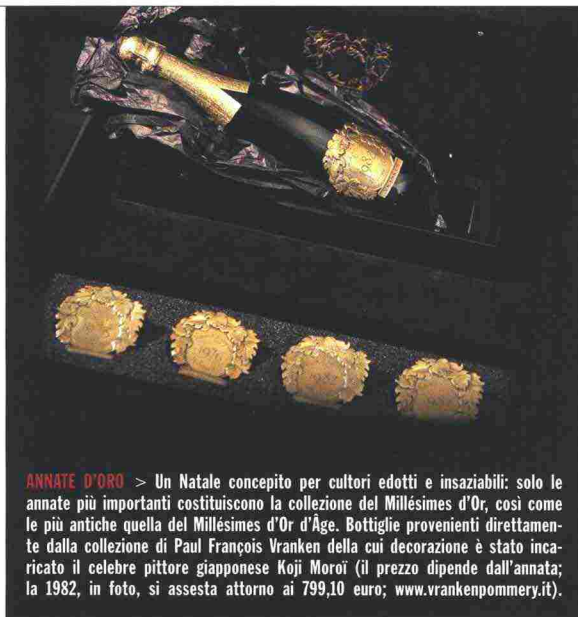 1982
1976
1982
ANNATE D'ORO > Un Natale concepito per cultori edotti e insaziabili: solo le
annate più importanti costituiscono la collezione del Millésimes d'Or, così come
le più antiche quella del Millésimes d'Or d'Âge. Bottiglie provenienti direttamen-
te dalla collezione di Paul François Vranken della cui decorazione è stato inca-
ricato il celebre pittore giapponese Koji Moroï (il prezzo dipende dall'annata;
la 1982, in foto, si assesta attorno ai 799,10 euro; www.vrankenpommery.it).